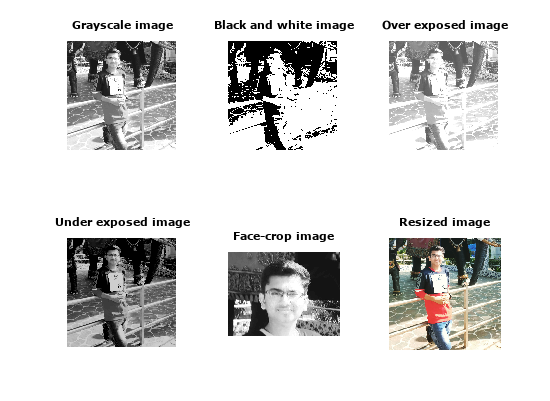 Grayscale image
Black and white image
Over exposed image
Under exposed image
Face-crop image
Resized image